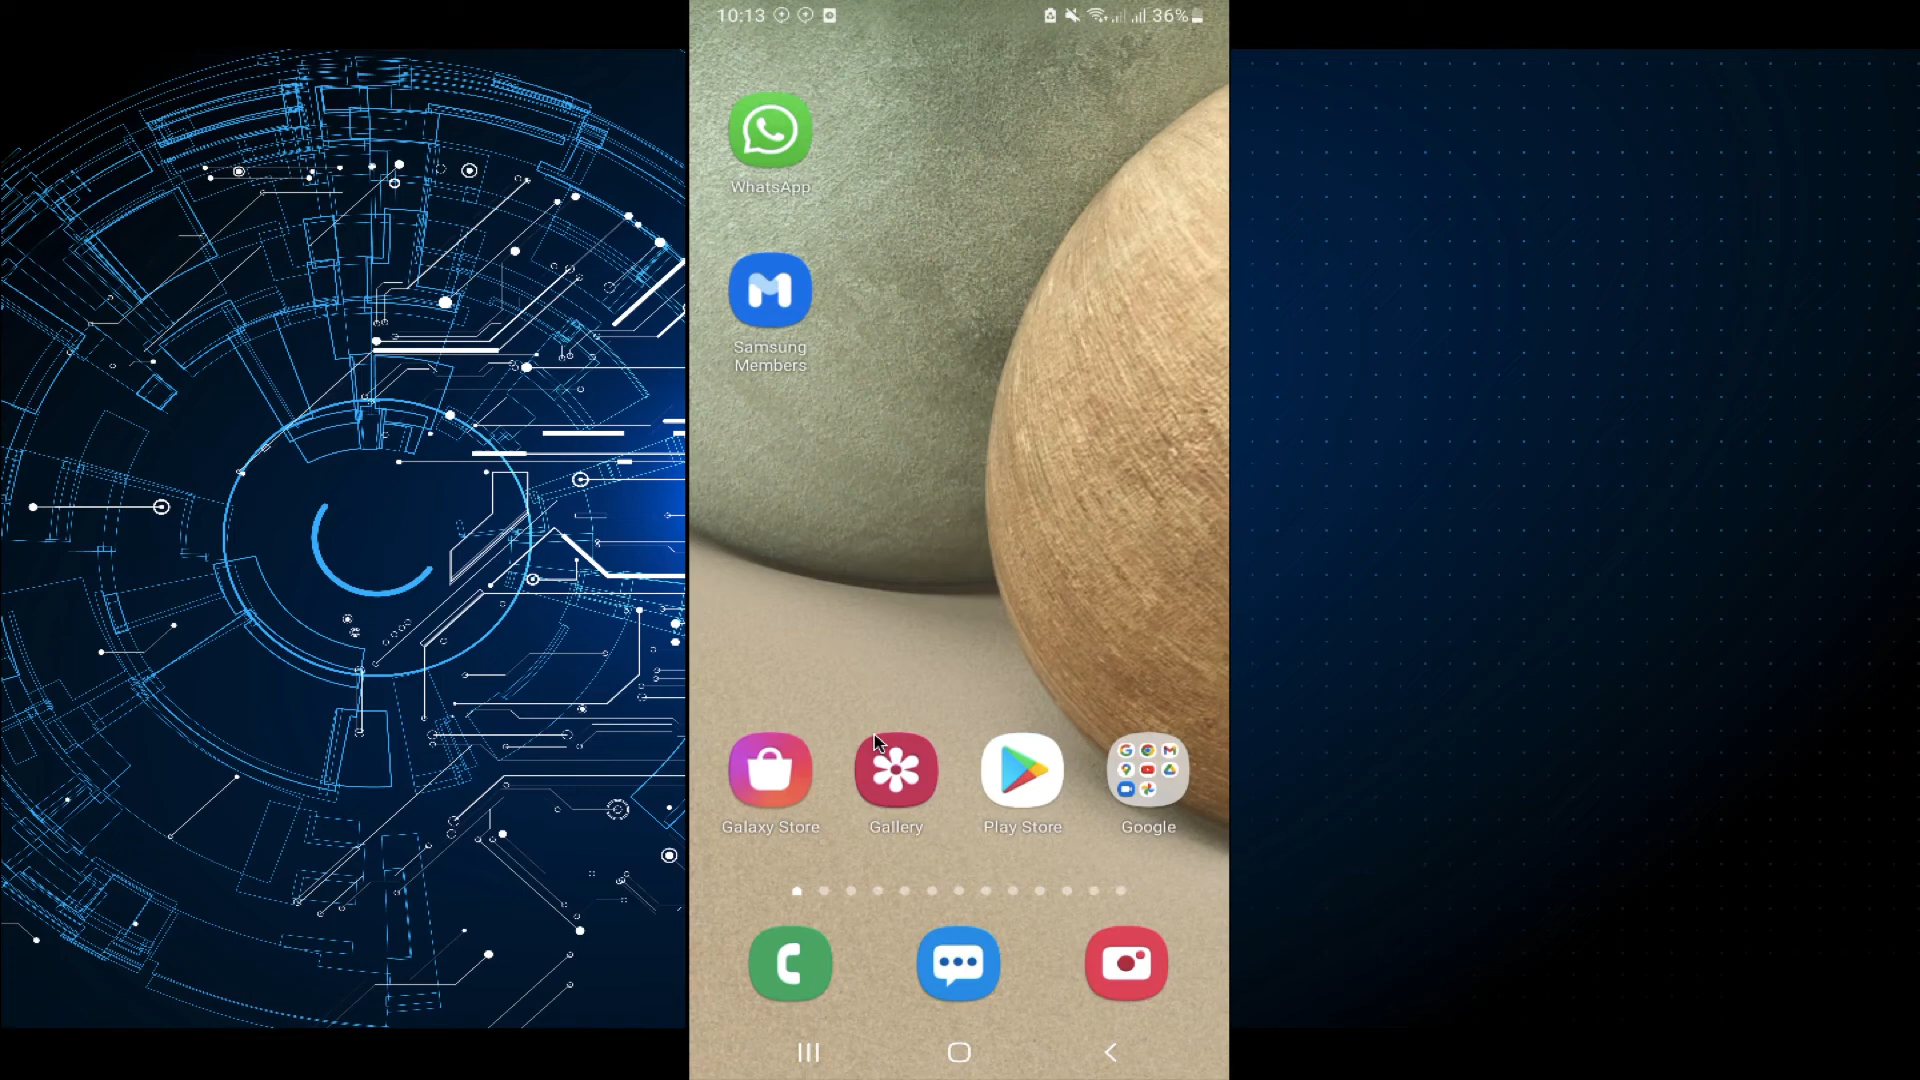 10:13
36%
WhatsApp
Samsung
Members
Galaxy Store
Gallery
Play Store
Google